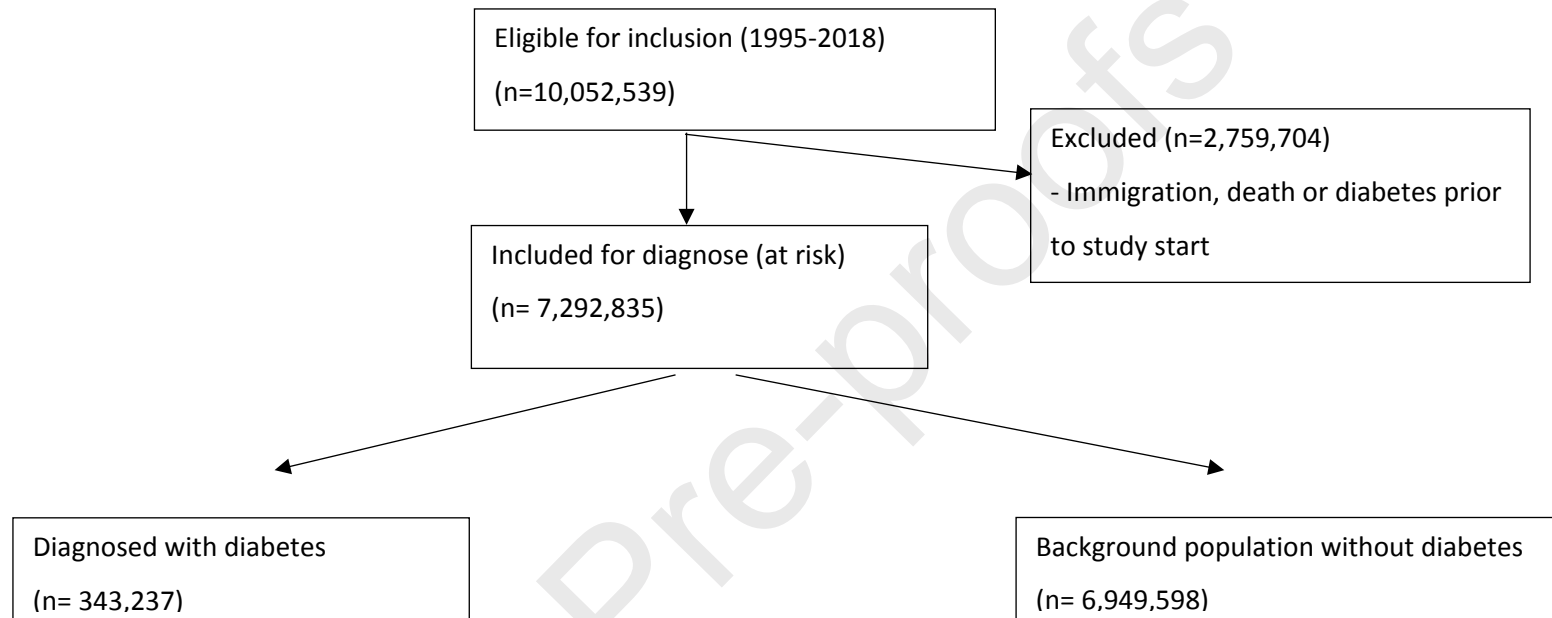 Eligible for inclusion (1995-2018)
(n=10,052,539)
Excluded (n=2,759,704)
- Immigration, death or diabetes prior
to study start
Included for diagnose (at risk)
(n= 7,292,835)
Diagnosed with diabetes
(n= 343,237)
Background population without diabetes
(n= 6,949,598)
Pre-proofs